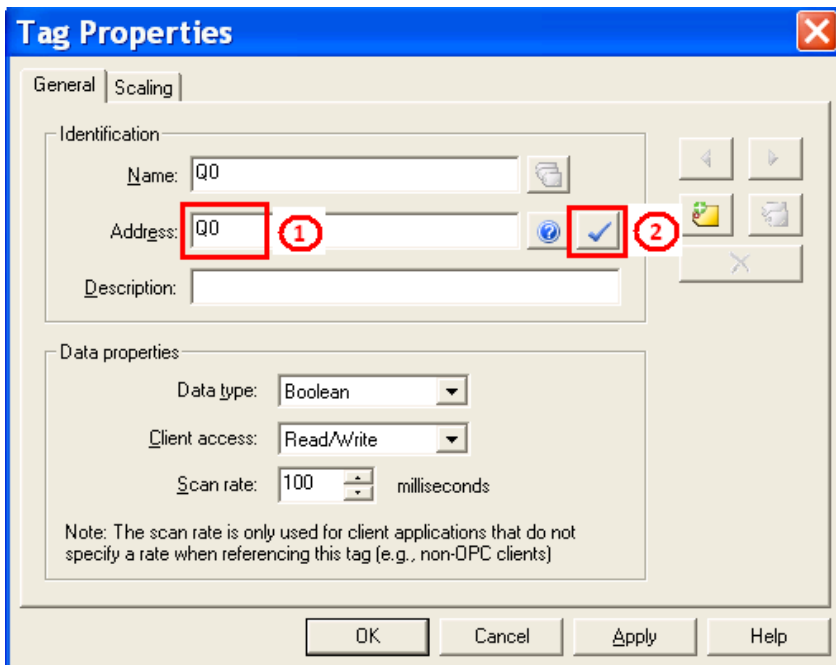 Tag Properties
General Scaling
Identification
Name: Q0
Address: Q0 1 2
Description:
Data properties
Data type: Boolean
Client access: Read/Write
Scan rate: 100 milliseconds
Note: The scan rate is only used for client applications that do not
specify a rate when referencing this tag (e.g., non-OPC clients)
OK Cancel Apply Help